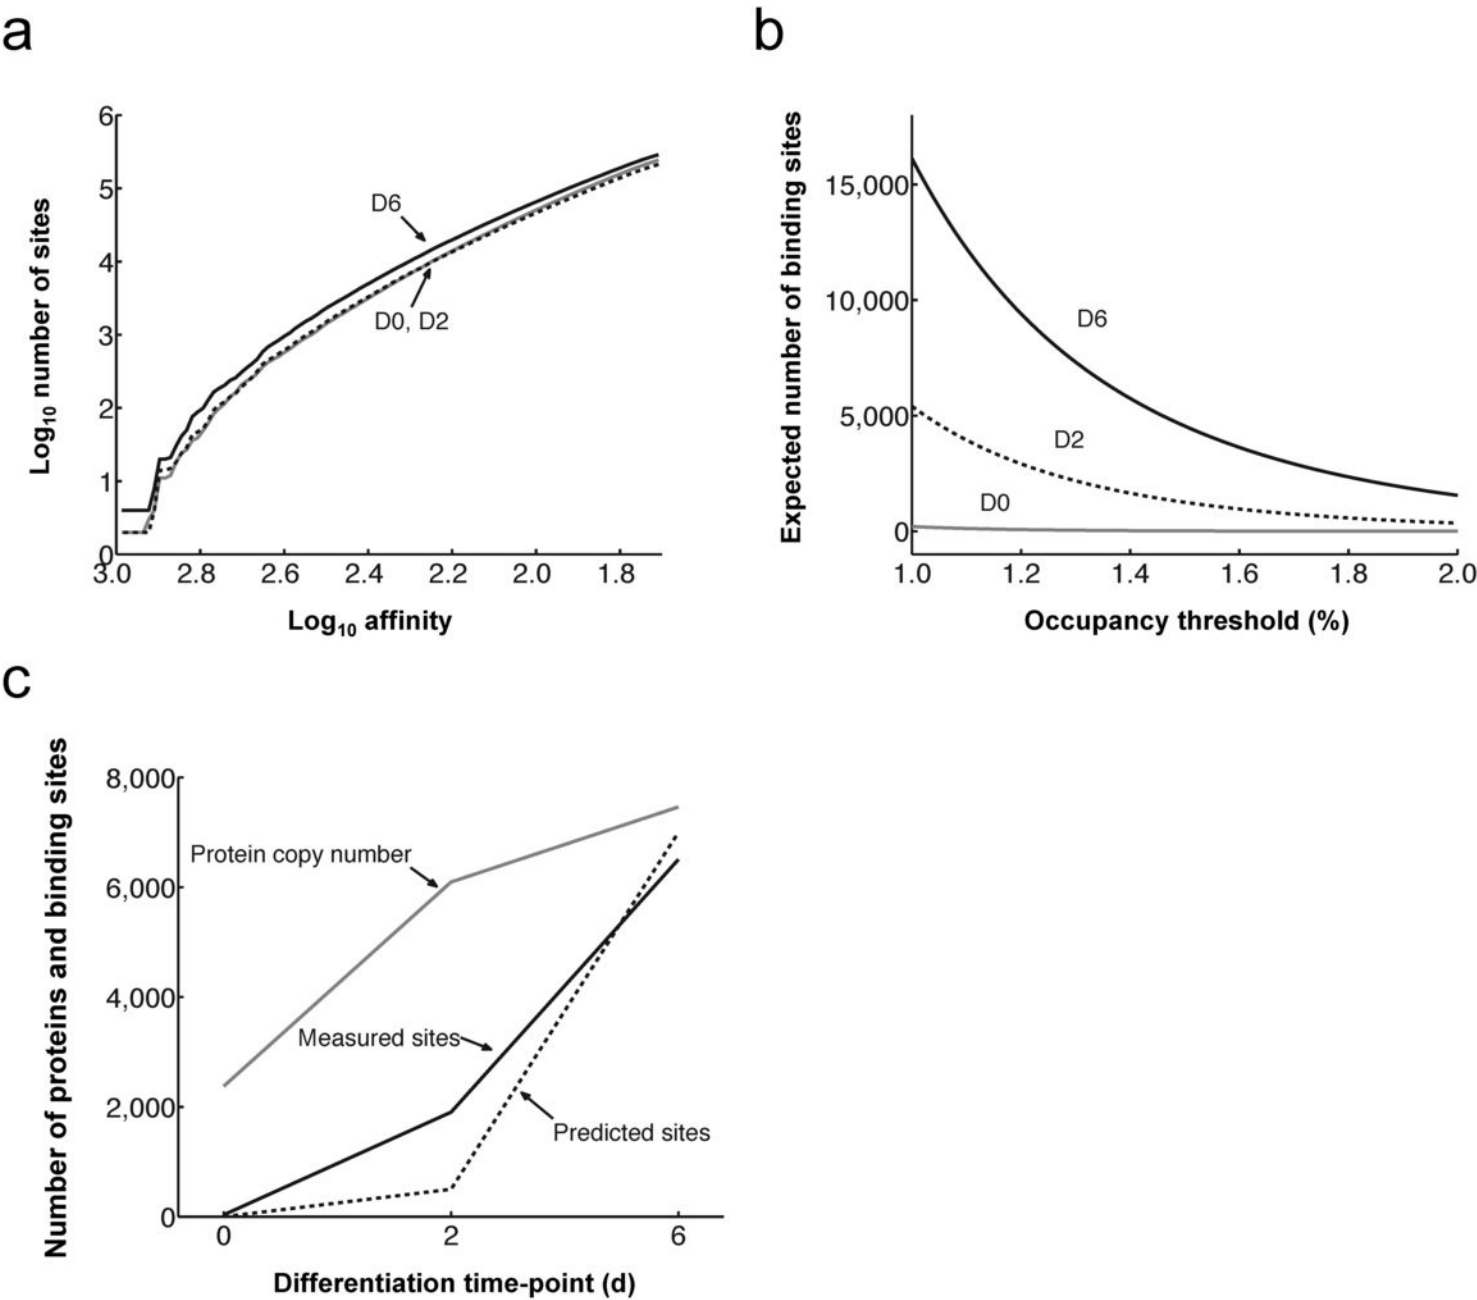 a
Log10 number of sites
6
5
4
3
2
1
0
D6
D0, D2
3.0 2.8 2.6 2.4 2.2 2.0 1.8
Log10 affinity
b
Expected number of binding sites
15,000
10,000
5,000
0
D6
D2
D0
1.0 1.2 1.4 1.6 1.8 2.0
Occupancy threshold (%)
c
Number of proteins and binding sites
8,000
6,000
4,000
2,000
0
Protein copy number
Measured sites
Predicted sites
0 2 6
Differentiation time-point (d)